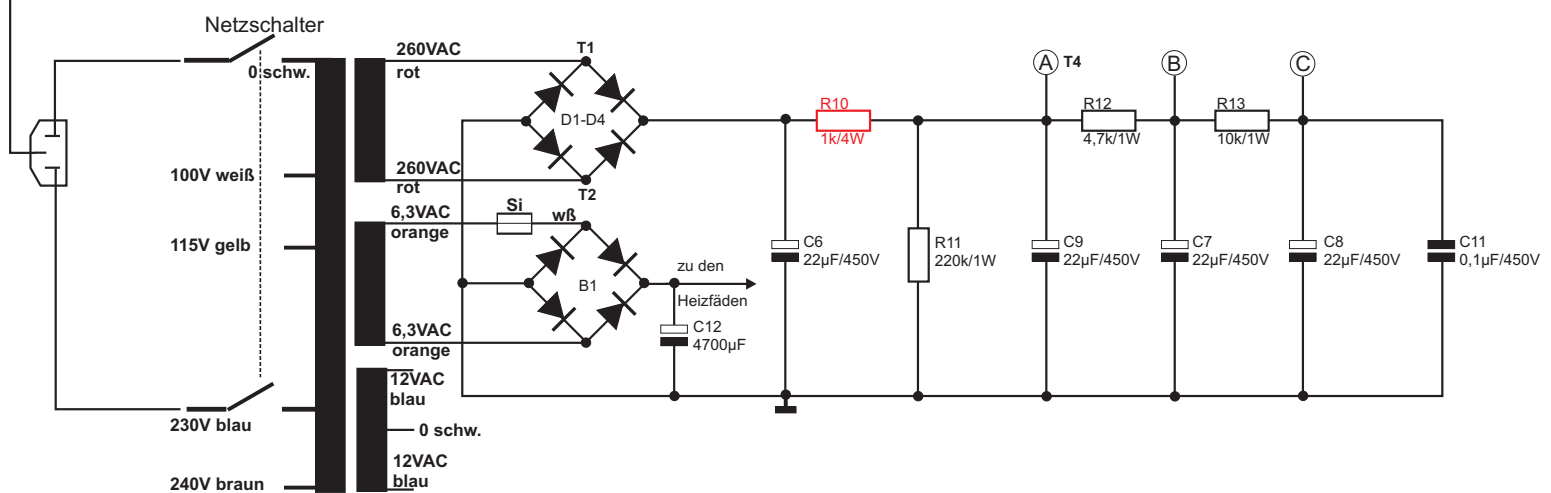 Netzschalter
0 schw.
100V weiß
115V gelb
230V blau
240V braun
260VAC
rot
260VAC
rot
6,3VAC
orange
6,3VAC
orange
12VAC
blau
0 schw.
12VAC
blau
T1
D1-D4
T2
Si
wß
B1
zu den
Heizfäden
C12
4700µF
R10
1k/4W
C6
22µF/450V
R11
220k/1W
A
T4
C9
22µF/450V
R12
4,7k/1W
B
C7
22µF/450V
R13
10k/1W
C
C8
22µF/450V
C11
0,1µF/450V